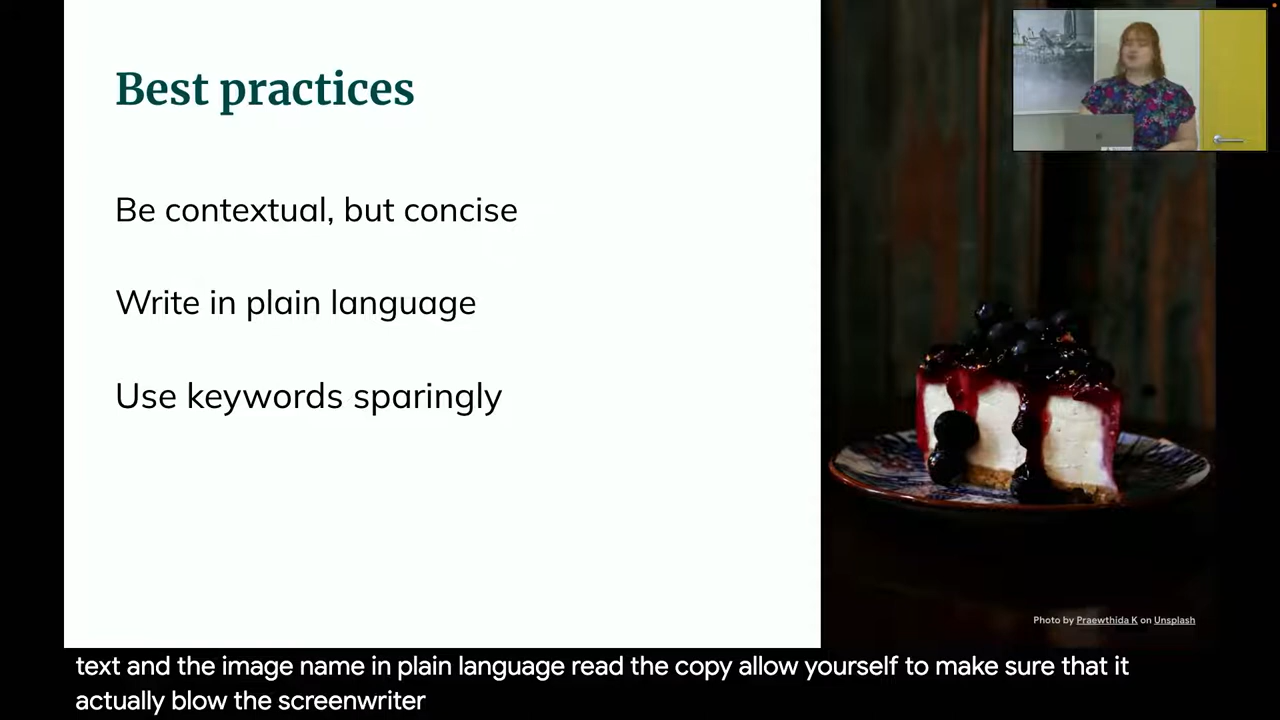 Best practices
Be contextual, but concise
Write in plain language
Use keywords sparingly
Photo by Praewthida K on Unsplash
text and the image name in plain language read the copy allow yourself to make sure that it
actually blow the screenwriter